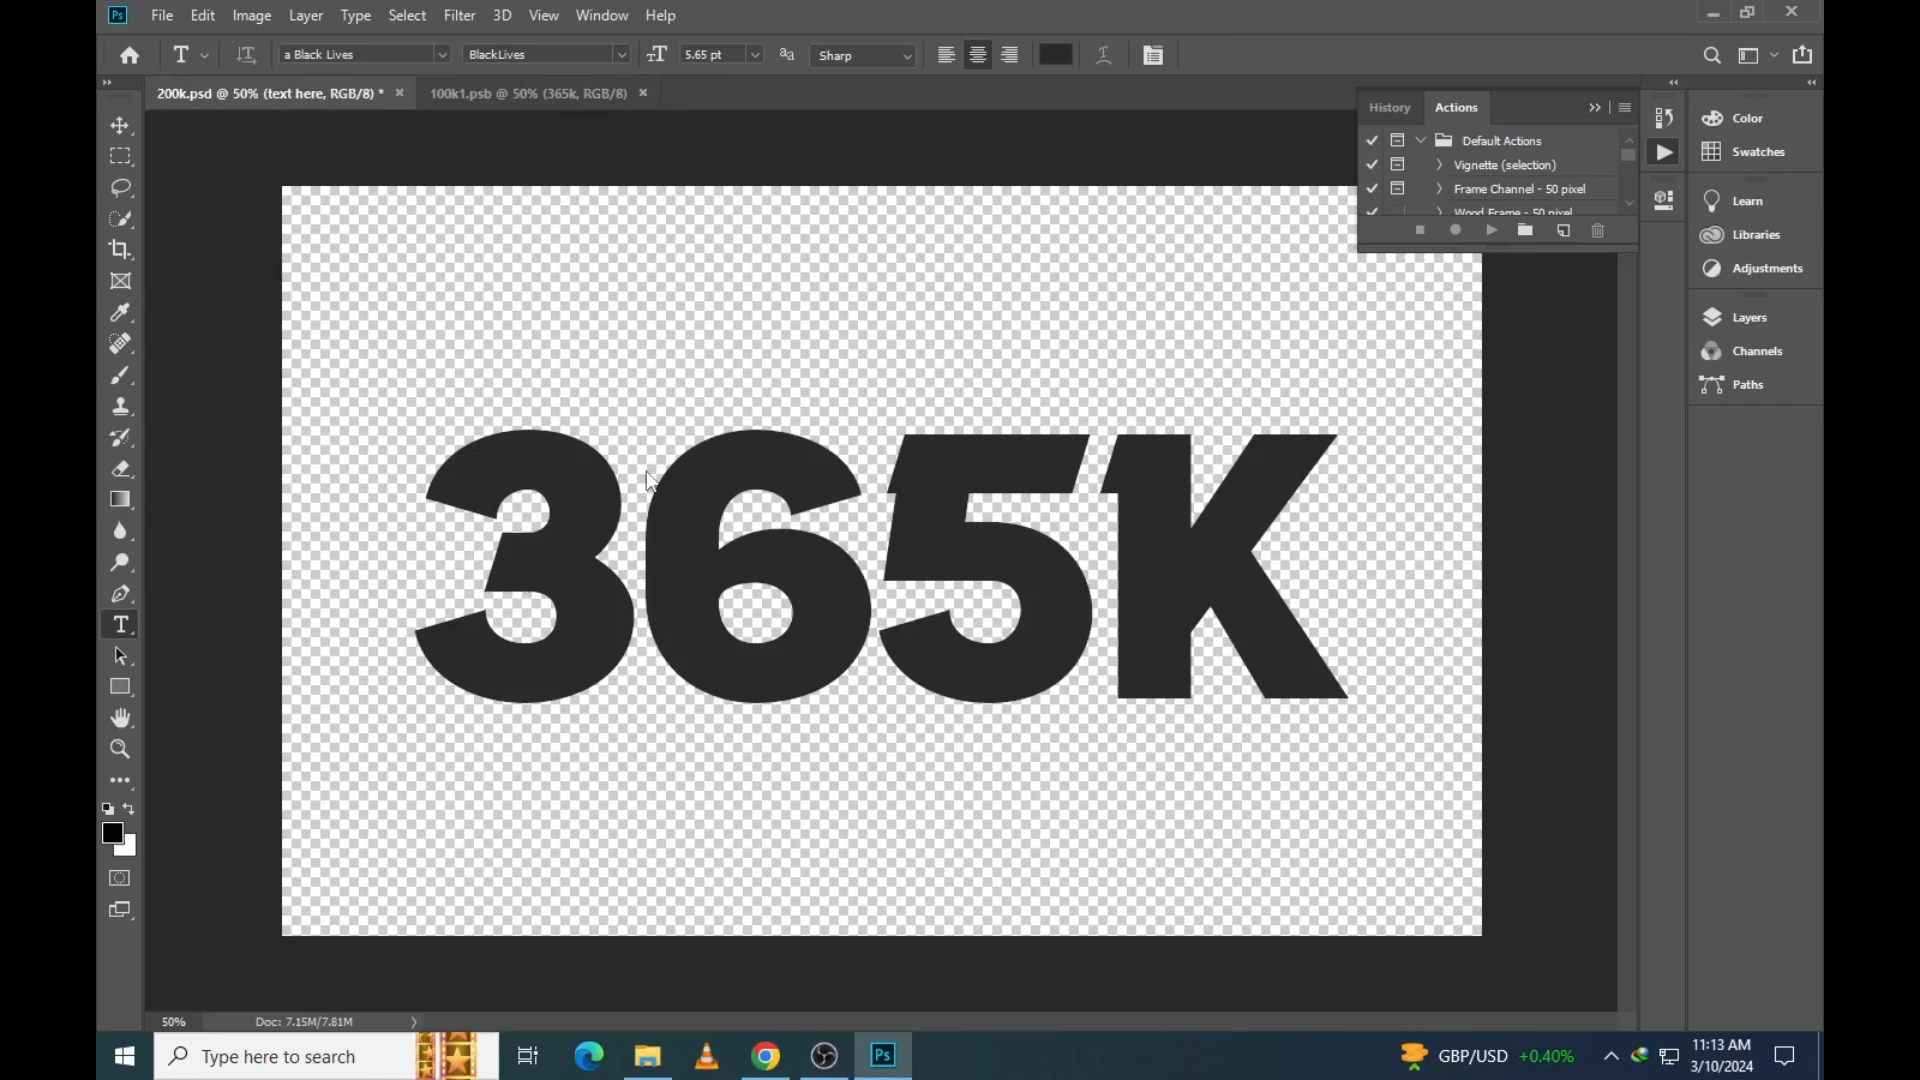 Ps File Edit Image Layer Type Select Filter 3D View Window Help
T a Black Lives BlackLives 5.65 pt aa Sharp
200k.psd @ 50% (text here, RGB/8) * 100k1.psb @ 50% (365k, RGB/8)
History Actions
Default Actions
Vignette (selection)
Frame Channel - 50 pixel
Wood Frame - 50 pixel
Color
Swatches
Learn
Libraries
Adjustments
Layers
Channels
Paths
365K
50% Doc: 7.15M/7.81M
Type here to search
Ps
GBP/USD +0.40%
11:13 AM
3/10/2024